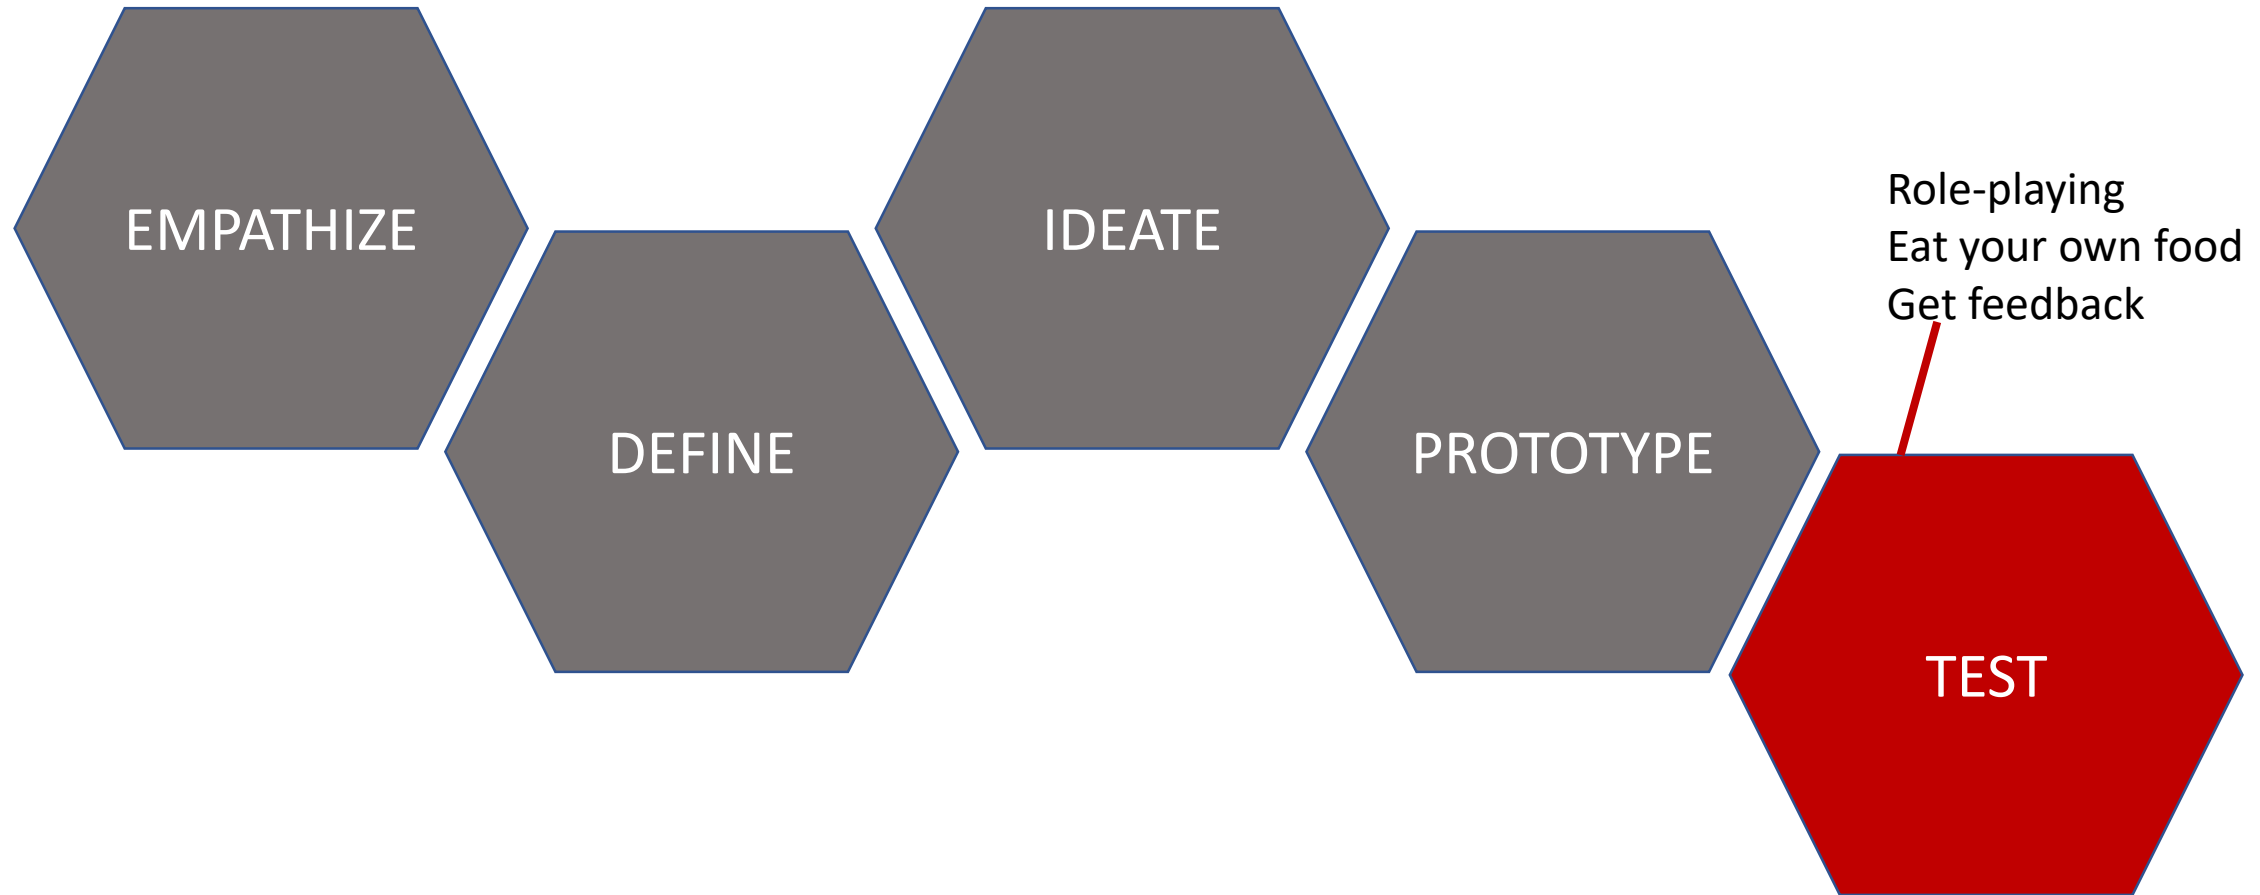 EMPATHIZE
DEFINE
IDEATE
PROTOTYPE
Role-playing
Eat your own food
Get feedback
TEST